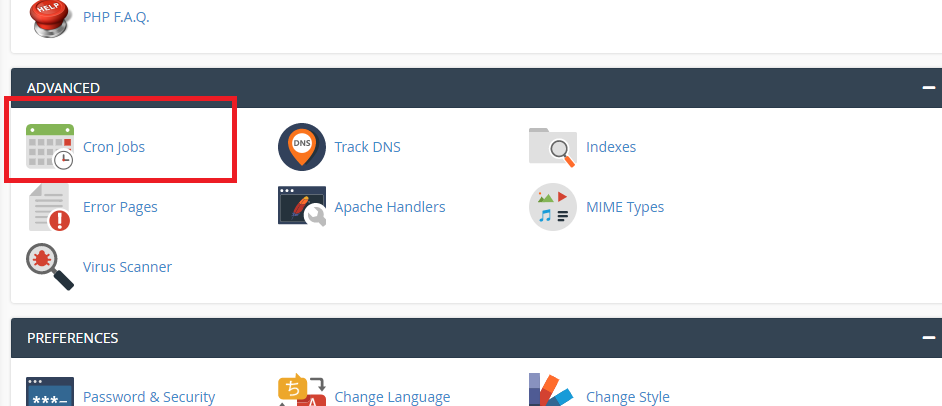 HELP
PHP F.A.Q.
ADVANCED
Cron Jobs
DNS
Track DNS
Indexes
Error Pages
Apache Handlers
MIME Types
Virus Scanner
PREFERENCES
***_
Password & Security
ち
A
Change Language
Change Style